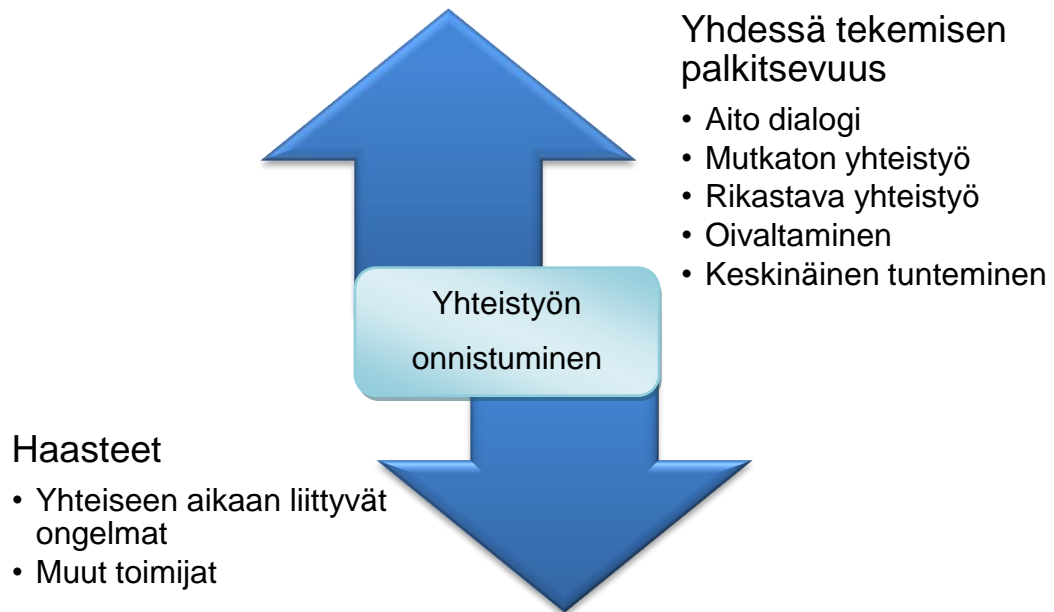 Yhdessä tekemisen
palkitsevuus
• Aito dialogi
• Mutkaton yhteistyö
• Rikastava yhteistyö
• Oivaltaminen
• Keskinäinen tunteminen
Yhteistyön
onnistuminen
Haasteet
• Yhteiseen aikaan liittyvät
ongelmat
• Muut toimijat